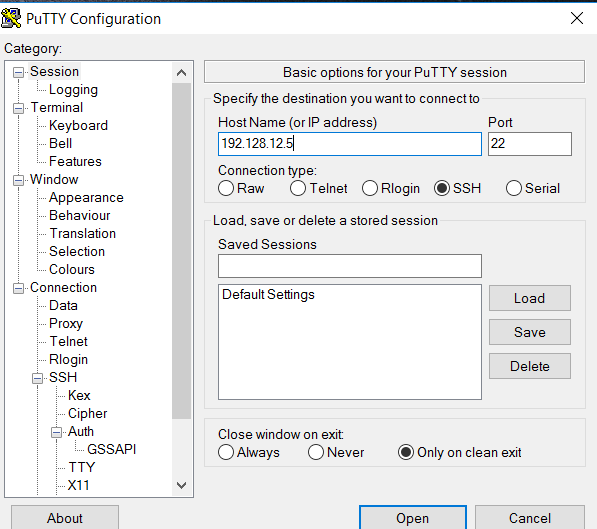 PuTTY Configuration
Category:
Session
Logging
Terminal
Keyboard
Bell
Features
Window
Appearance
Behaviour
Translation
Selection
Colours
Connection
Data
Proxy
Telnet
Rlogin
SSH
Kex
Cipher
Auth
GSSAPI
TTY
X11
Basic options for your PuTTY session
Specify the destination you want to connect to
Host Name (or IP address) Port
192.128.12.5 22
Connection type:
Raw Telnet Rlogin SSH Serial
Load, save or delete a stored session
Saved Sessions
Default Settings
Load
Save
Delete
Close window on exit:
Always Never Only on clean exit
About Open Cancel